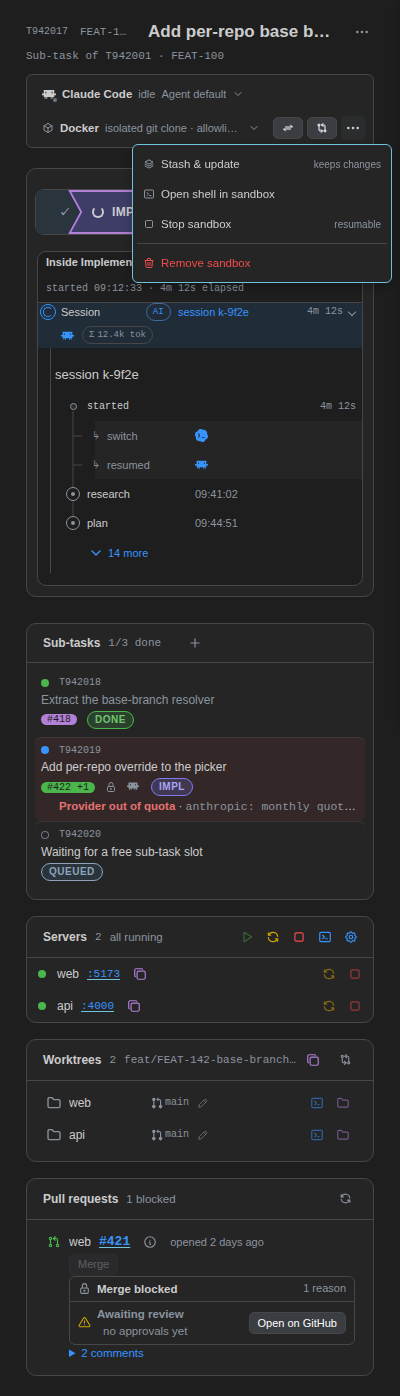 T942017 FEAT-1… Add per-repo base b… ···
Sub-task of T942001 · FEAT-100
Claude Code idle Agent default
Docker isolated git clone · allowli… ···
Stash & update keeps changes
Open shell in sandbox
Stop sandbox resumable
Remove sandbox
✓ IMP
Inside Implemen
started 09:12:33 · 4m 12s elapsed
Session AI session k-9f2e 4m 12s
Σ 12.4k tok
session k-9f2e
started 4m 12s
↳ switch
↳ resumed
research 09:41:02
plan 09:44:51
14 more
Sub-tasks 1/3 done +
T942018
Extract the base-branch resolver
#418 DONE
T942019
Add per-repo override to the picker
#422 +1 IMPL
Provider out of quota · anthropic: monthly quot…
T942020
Waiting for a free sub-task slot
QUEUED
Servers 2 all running
web :5173
api :4000
Worktrees 2 feat/FEAT-142-base-branch…
web main
api main
Pull requests 1 blocked
web #421 opened 2 days ago
Merge
Merge blocked 1 reason
Awaiting review
no approvals yet
Open on GitHub
2 comments